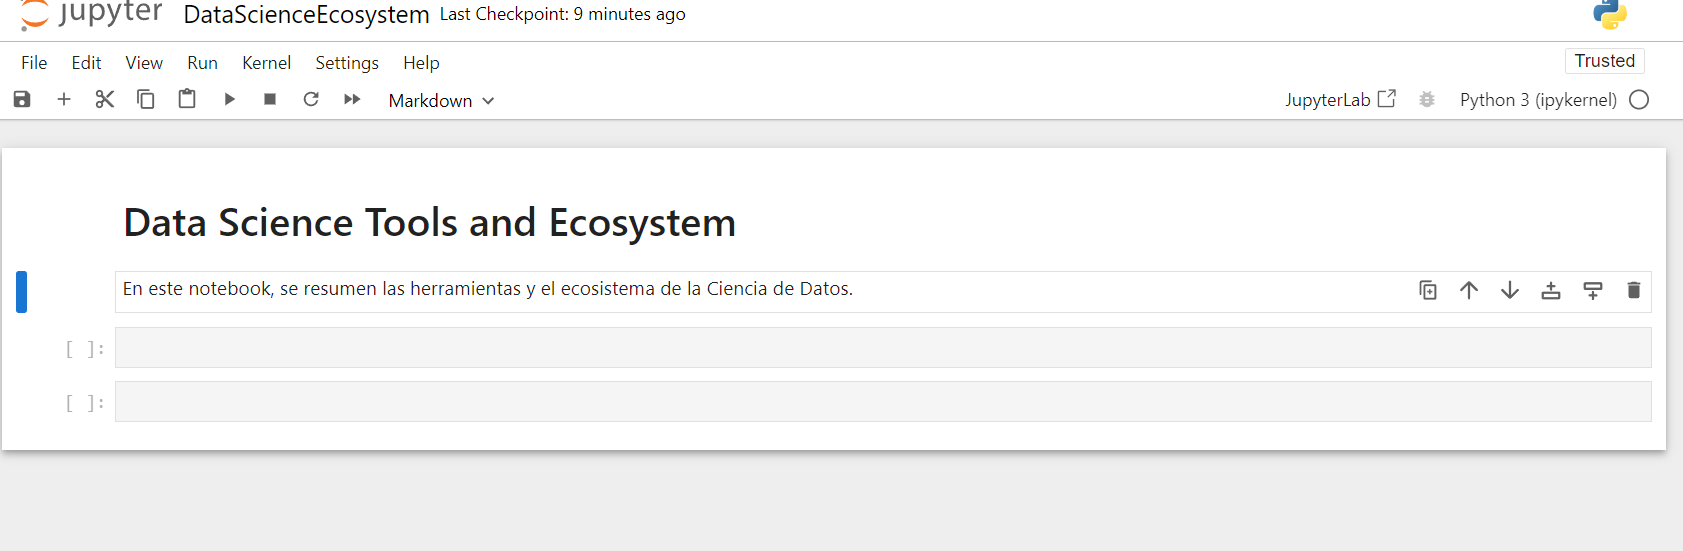 jupyter DataScienceEcosystem Last Checkpoint: 9 minutes ago
File Edit View Run Kernel Settings Help Trusted
Markdown JupyterLab Python 3 (ipykernel)
Data Science Tools and Ecosystem
En este notebook, se resumen las herramientas y el ecosistema de la Ciencia de Datos.
[ ]:
[ ]: